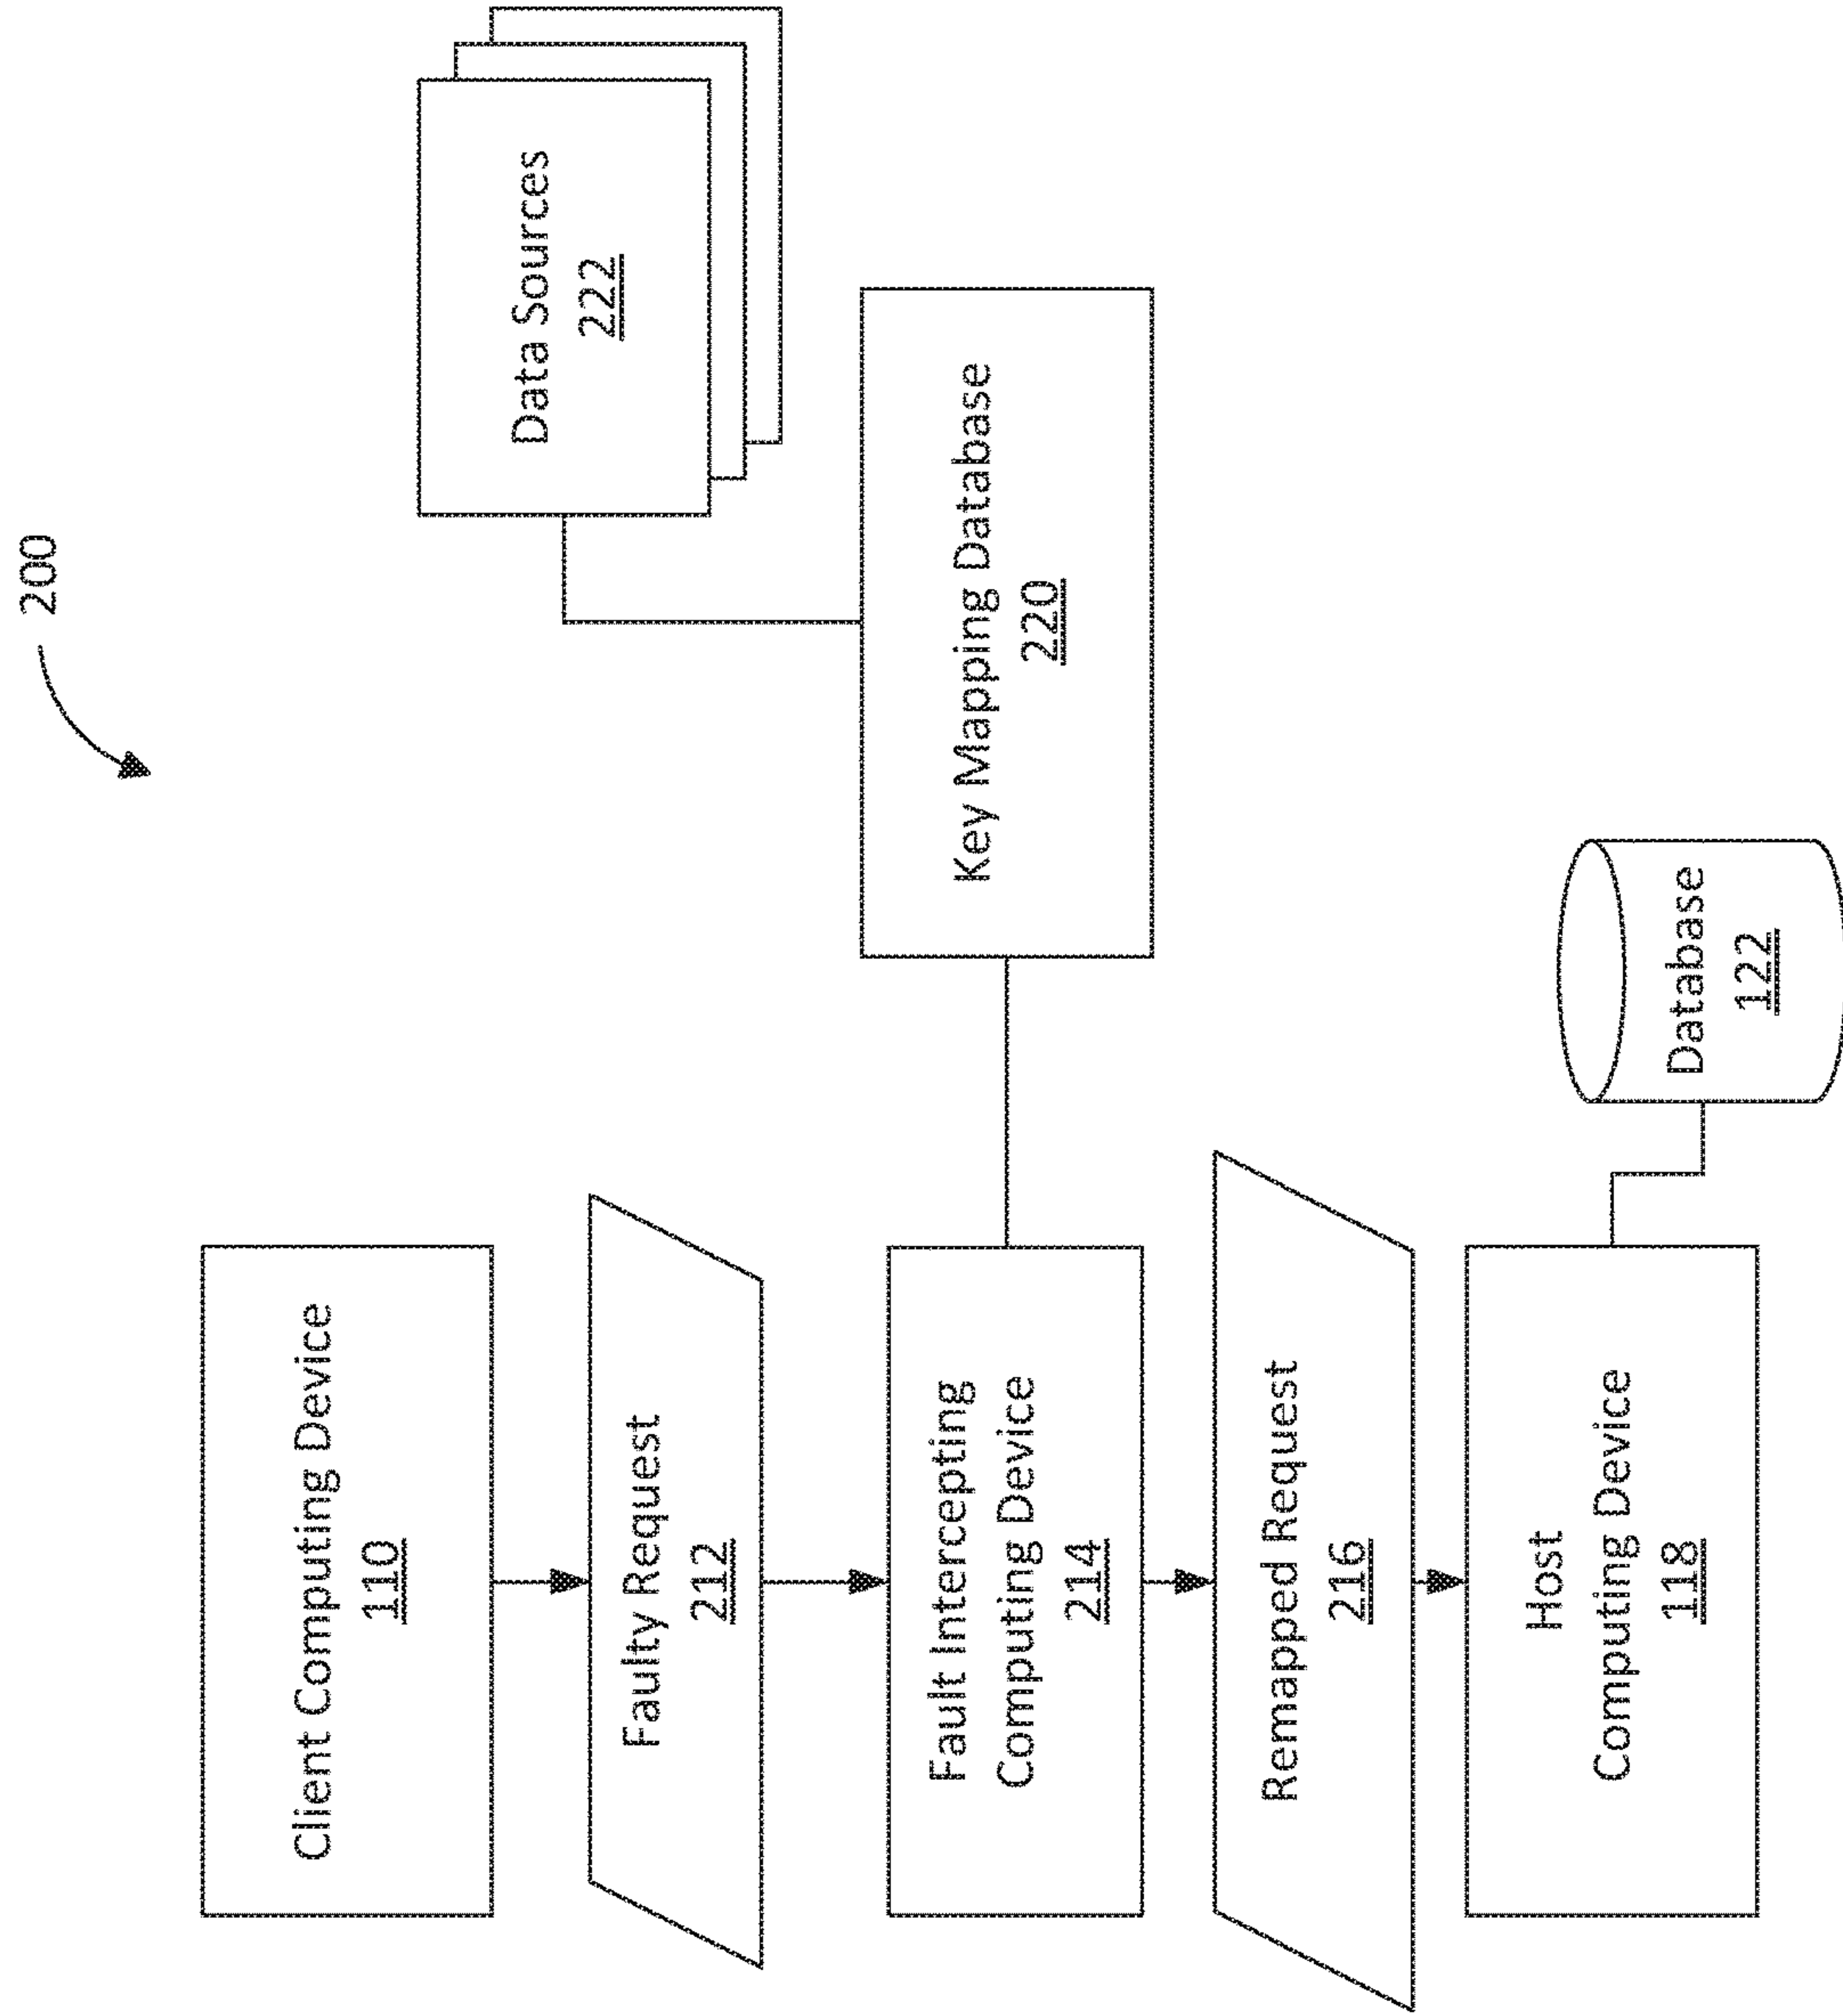 200
Client Computing Device
110
Faulty Request
212
Fault Intercepting
Computing Device
214
Remapped Request
216
Host
Computing Device
118
Data Sources
222
Key Mapping Database
220
Database
122